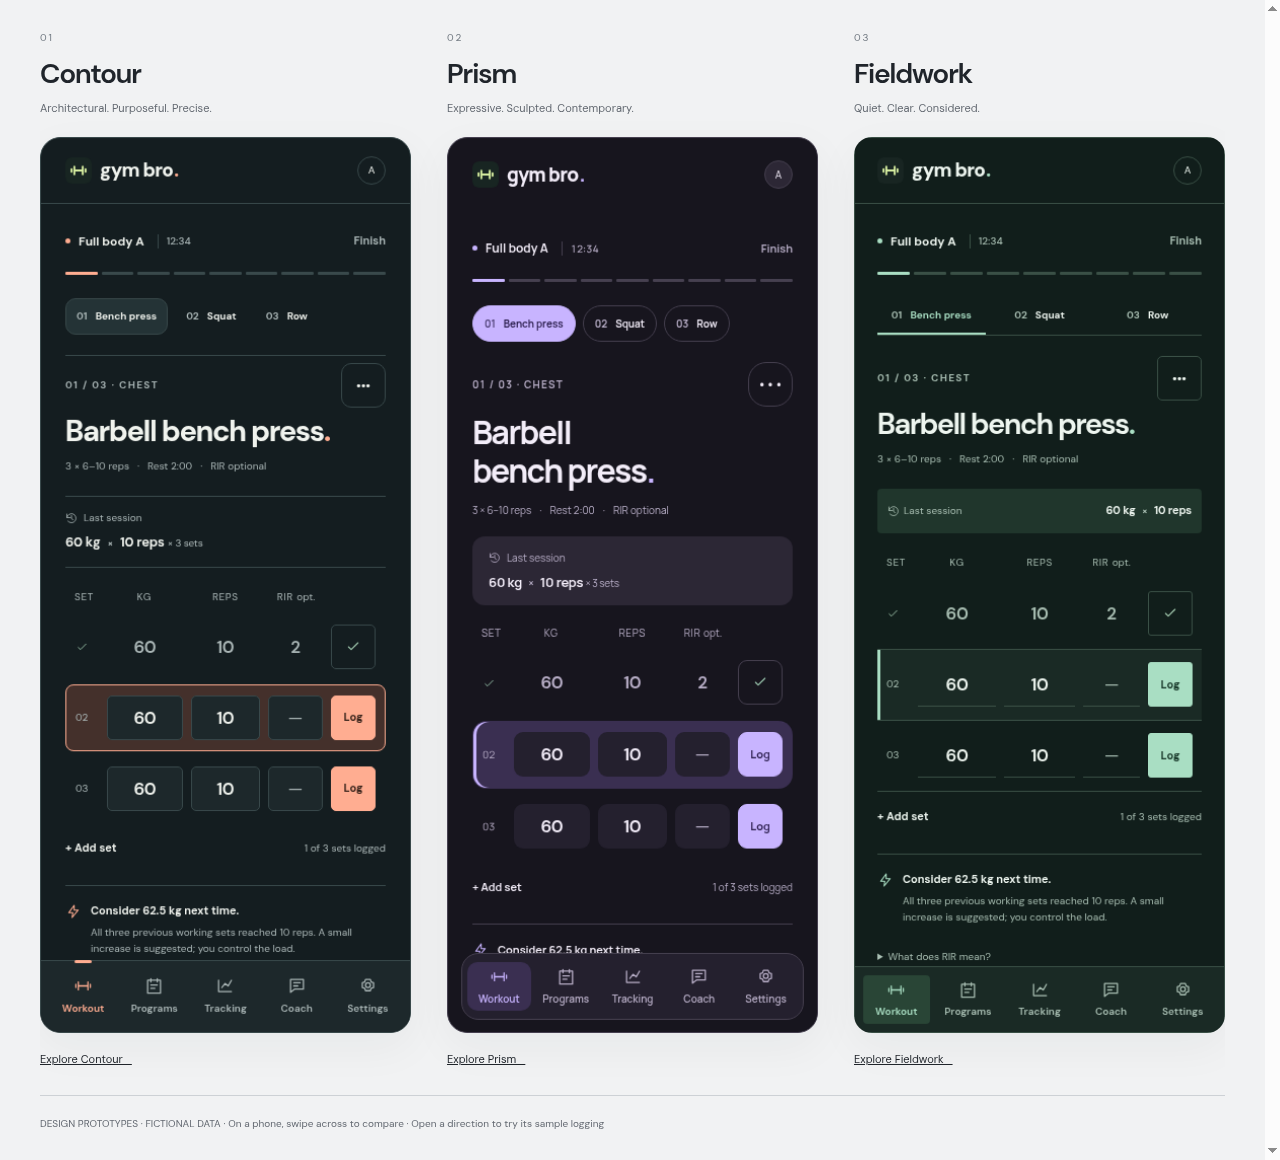 01
Contour
Architectural. Purposeful. Precise.
gym bro.
A
Full body A
12:34
Finish
01 Bench press
02 Squat
03 Row
01 / 03 · CHEST
•••
Barbell bench press.
3 × 6–10 reps · Rest 2:00 · RIR optional
Last session
60 kg × 10 reps × 3 sets
SET KG REPS RIR opt.
60 10 2
02 60 10 — Log
03 60 10 — Log
+ Add set
1 of 3 sets logged
Consider 62.5 kg next time.
All three previous working sets reached 10 reps. A small
increase is suggested; you control the load.
Workout Programs Tracking Coach Settings
Explore Contour
02
Prism
Expressive. Sculpted. Contemporary.
gym bro.
A
Full body A
12:34
Finish
01 Bench press
02 Squat
03 Row
01 / 03 · CHEST
•••
Barbell
bench press.
3 × 6–10 reps · Rest 2:00 · RIR optional
Last session
60 kg × 10 reps × 3 sets
SET KG REPS RIR opt.
60 10 2
02 60 10 — Log
03 60 10 — Log
+ Add set
1 of 3 sets logged
Consider 62.5 kg next time.
Workout Programs Tracking Coach Settings
Explore Prism
03
Fieldwork
Quiet. Clear. Considered.
gym bro.
A
Full body A
12:34
Finish
01 Bench press
02 Squat
03 Row
01 / 03 · CHEST
•••
Barbell bench press.
3 × 6–10 reps · Rest 2:00 · RIR optional
Last session
60 kg × 10 reps
SET KG REPS RIR opt.
60 10 2
02 60 10 — Log
03 60 10 — Log
+ Add set
1 of 3 sets logged
Consider 62.5 kg next time.
All three previous working sets reached 10 reps. A small
increase is suggested; you control the load.
What does RIR mean?
Workout Programs Tracking Coach Settings
Explore Fieldwork
DESIGN PROTOTYPES · FICTIONAL DATA · On a phone, swipe across to compare · Open a direction to try its sample logging